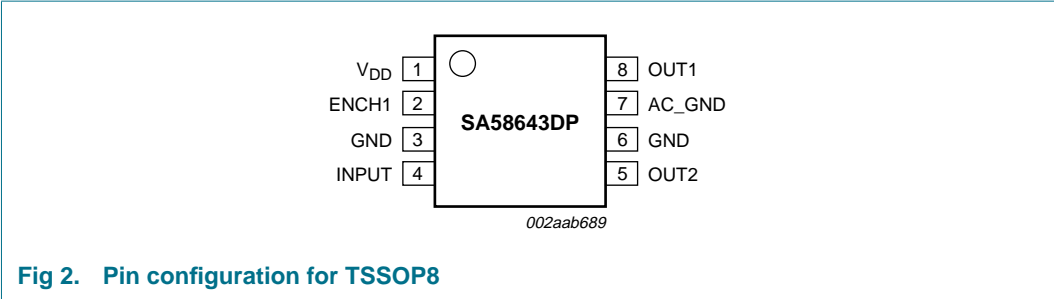 VDD 1 8 OUT1
ENCH1 2 7 AC_GND
SA58643DP
GND 3 6 GND
INPUT 4 5 OUT2
002aab689
Fig 2. Pin configuration for TSSOP8